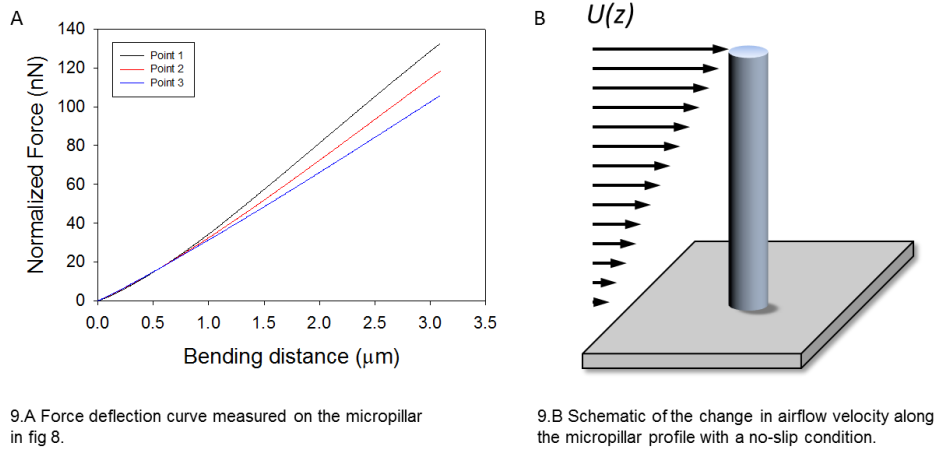 A
B
U(z)
140
120
100
80
60
40
20
0
Normalized Force (nN)
Point 1
Point 2
Point 3
0.0 0.5 1.0 1.5 2.0 2.5 3.0 3.5
Bending distance (μm)
9.A Force deflection curve measured on the micropillar
in fig 8.
9.B Schematic of the change in airflow velocity along
the micropillar profile with a no-slip condition.